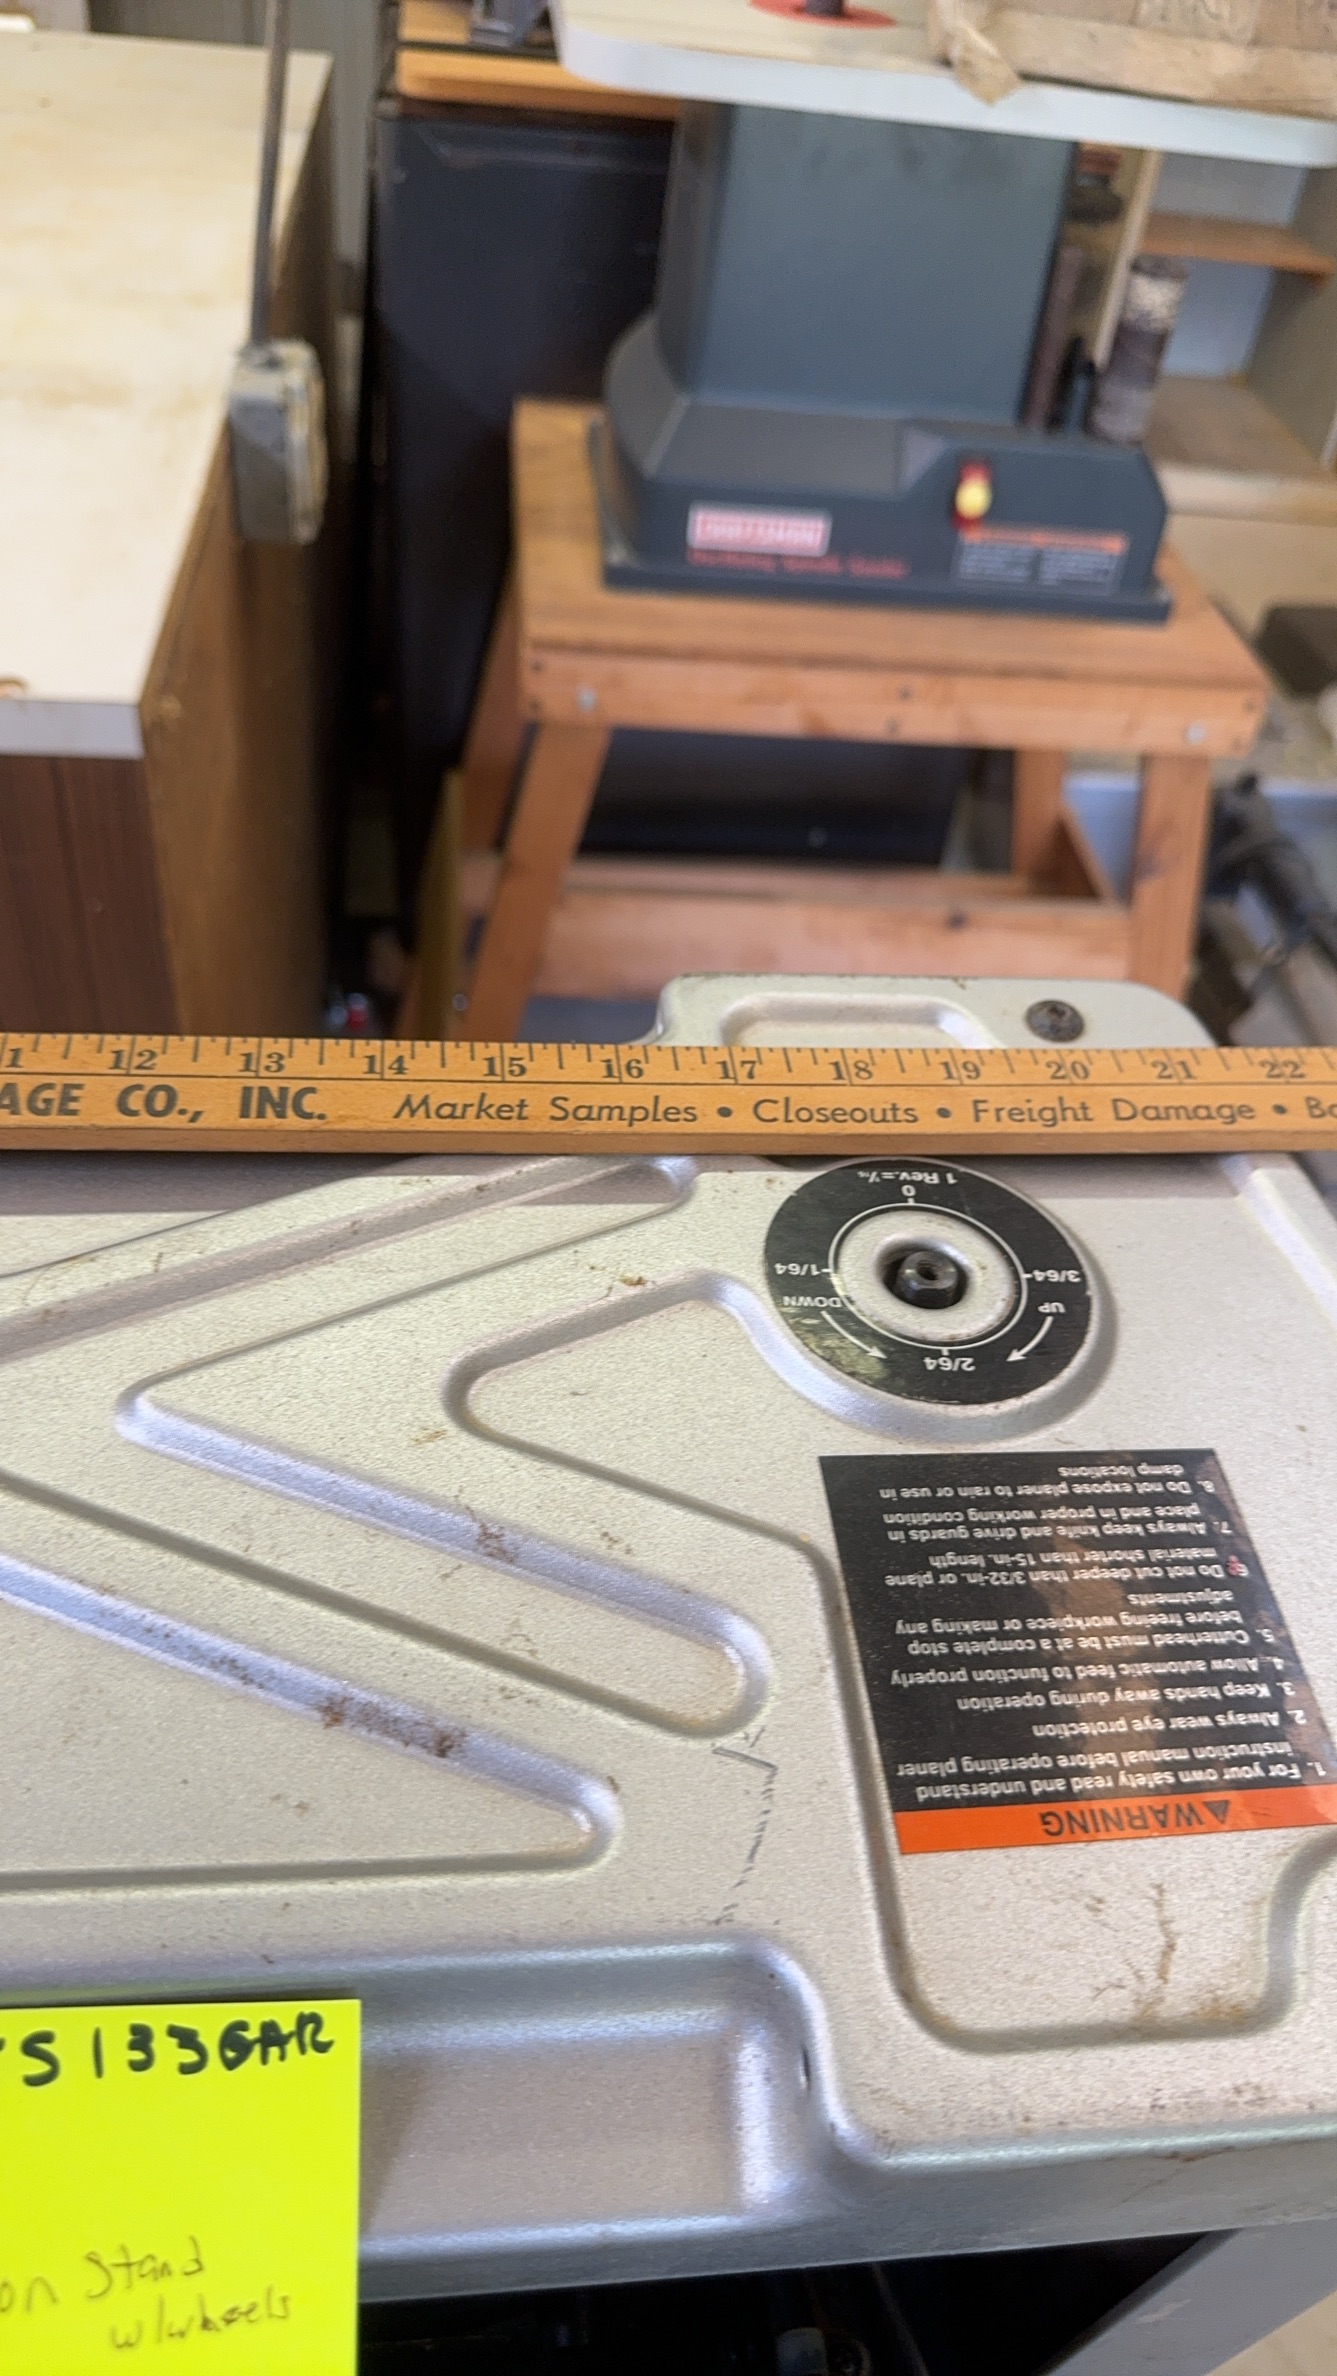 1 12 13 14 15 16 17 18 19 20 21 22
AGE CO., INC. Market Samples • Closeouts • Freight Damage •
1 Rev.=1/16
0
1/64 3/64
DOWN UP
2/64
WARNING
1. For your own safety read and understand
instruction manual before operating planer
2. Always wear eye protection
3. Keep hands away during operation
4. Allow automatic feed to function properly
5. Cutterhead must be at a complete stop
before freeing workpiece or making any
adjustments
6. Do not cut deeper than 3/32-in. or plane
material shorter than 15-in. length
7. Always keep knife and drive guards in
place and in proper working condition
8. Do not expose planer to rain or use in
damp locations
S133GAR
on Stand
w/wheels